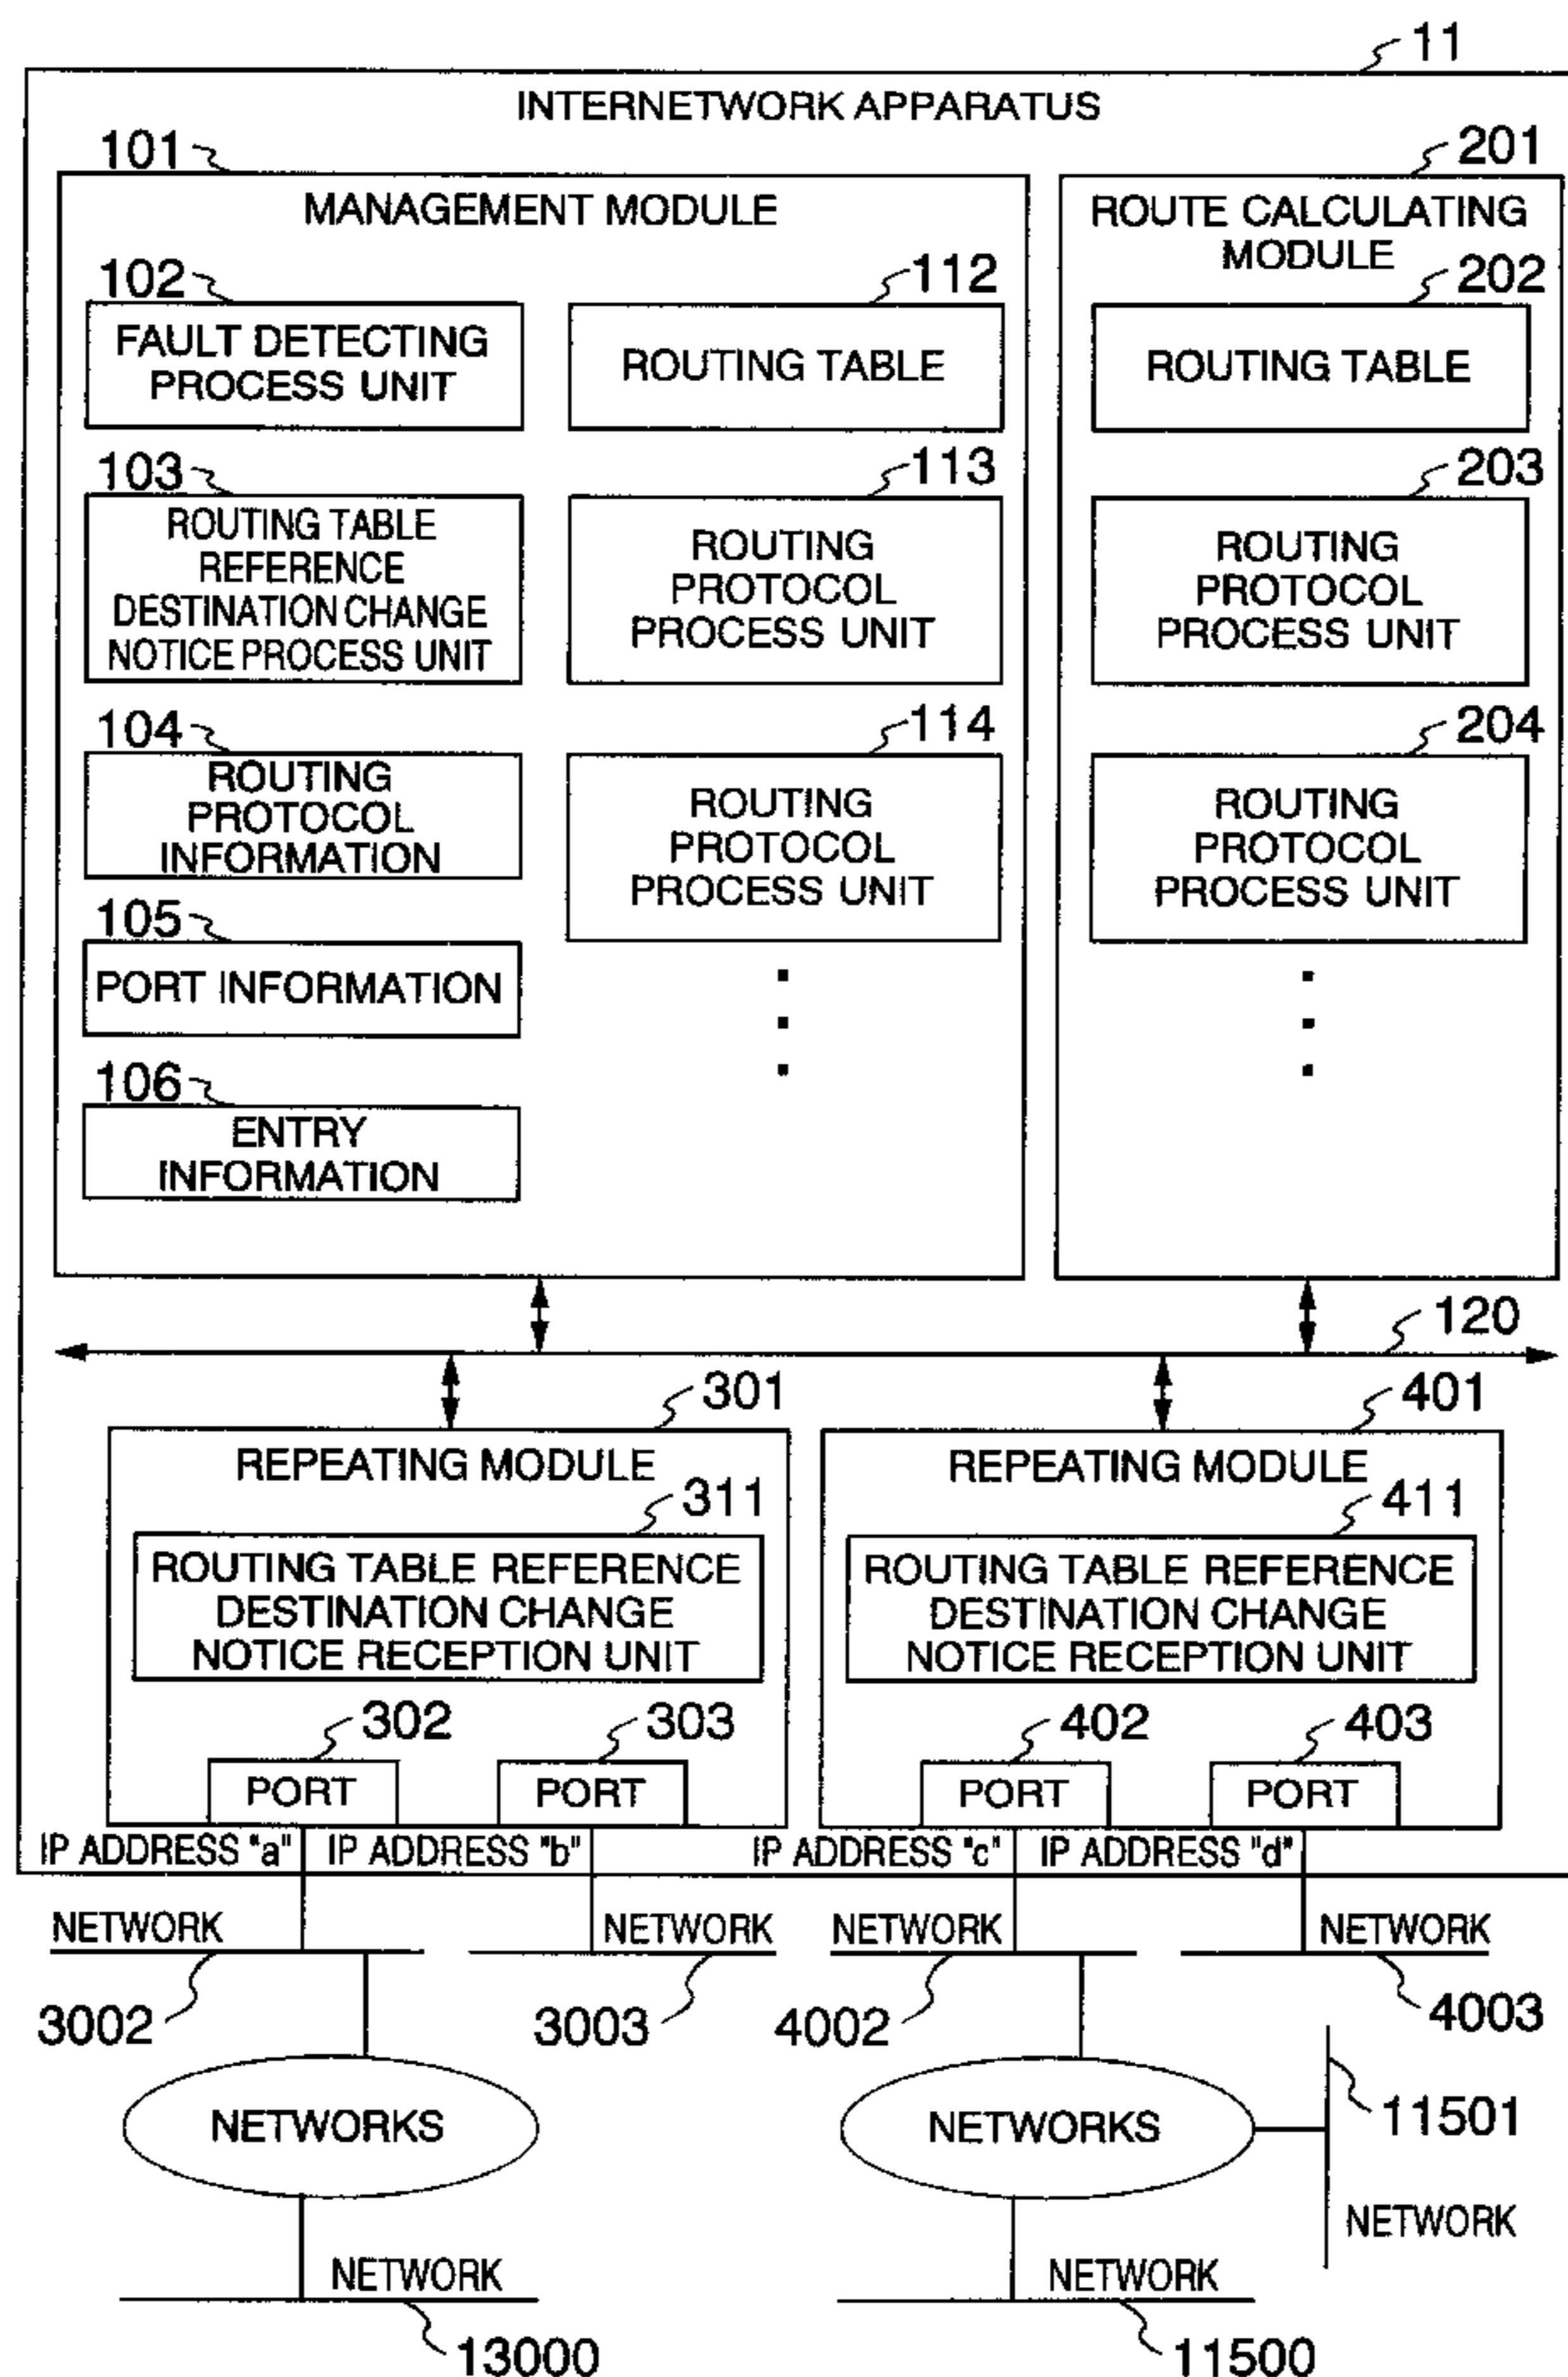 11
INTERNETWORK APPARATUS
101
201
MANAGEMENT MODULE
ROUTE CALCULATING
MODULE
102
112
202
FAULT DETECTING
PROCESS UNIT
ROUTING TABLE
ROUTING TABLE
103
113
203
ROUTING TABLE
REFERENCE
DESTINATION CHANGE
NOTICE PROCESS UNIT
ROUTING
PROTOCOL
PROCESS UNIT
ROUTING
PROTOCOL
PROCESS UNIT
104
114
204
ROUTING
PROTOCOL
INFORMATION
ROUTING
PROTOCOL
PROCESS UNIT
ROUTING
PROTOCOL
PROCESS UNIT
105
PORT INFORMATION
106
ENTRY
INFORMATION
120
301
401
REPEATING MODULE
REPEATING MODULE
311
411
ROUTING TABLE REFERENCE
DESTINATION CHANGE
NOTICE RECEPTION UNIT
ROUTING TABLE REFERENCE
DESTINATION CHANGE
NOTICE RECEPTION UNIT
302
303
402
403
PORT
PORT
PORT
PORT
IP ADDRESS "a"
IP ADDRESS "b"
IP ADDRESS "c"
IP ADDRESS "d"
NETWORK
NETWORK
NETWORK
NETWORK
3002
3003
4002
4003
NETWORKS
NETWORKS
11501
NETWORK
NETWORK
NETWORK
13000
11500